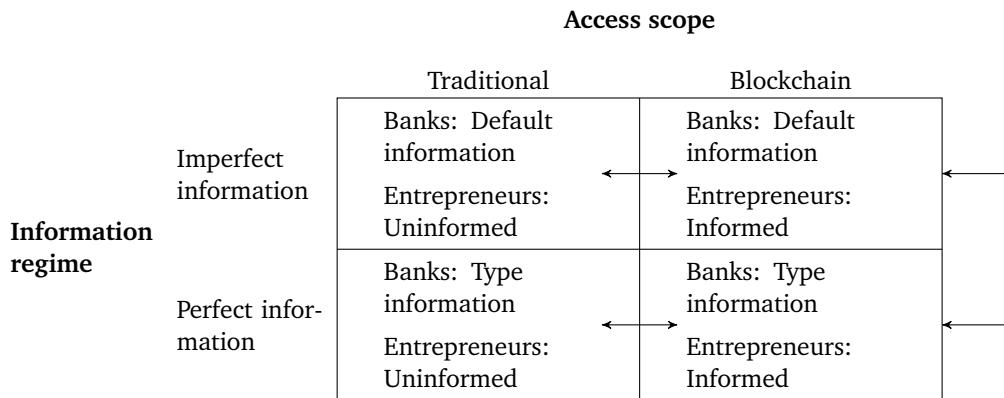 Access scope
Traditional Blockchain
Imperfect
information
Banks: Default
information
Entrepreneurs:
Uninformed
Banks: Default
information
Entrepreneurs:
Informed
Information
regime
Perfect infor-
mation
Banks: Type
information
Entrepreneurs:
Uninformed
Banks: Type
information
Entrepreneurs:
Informed